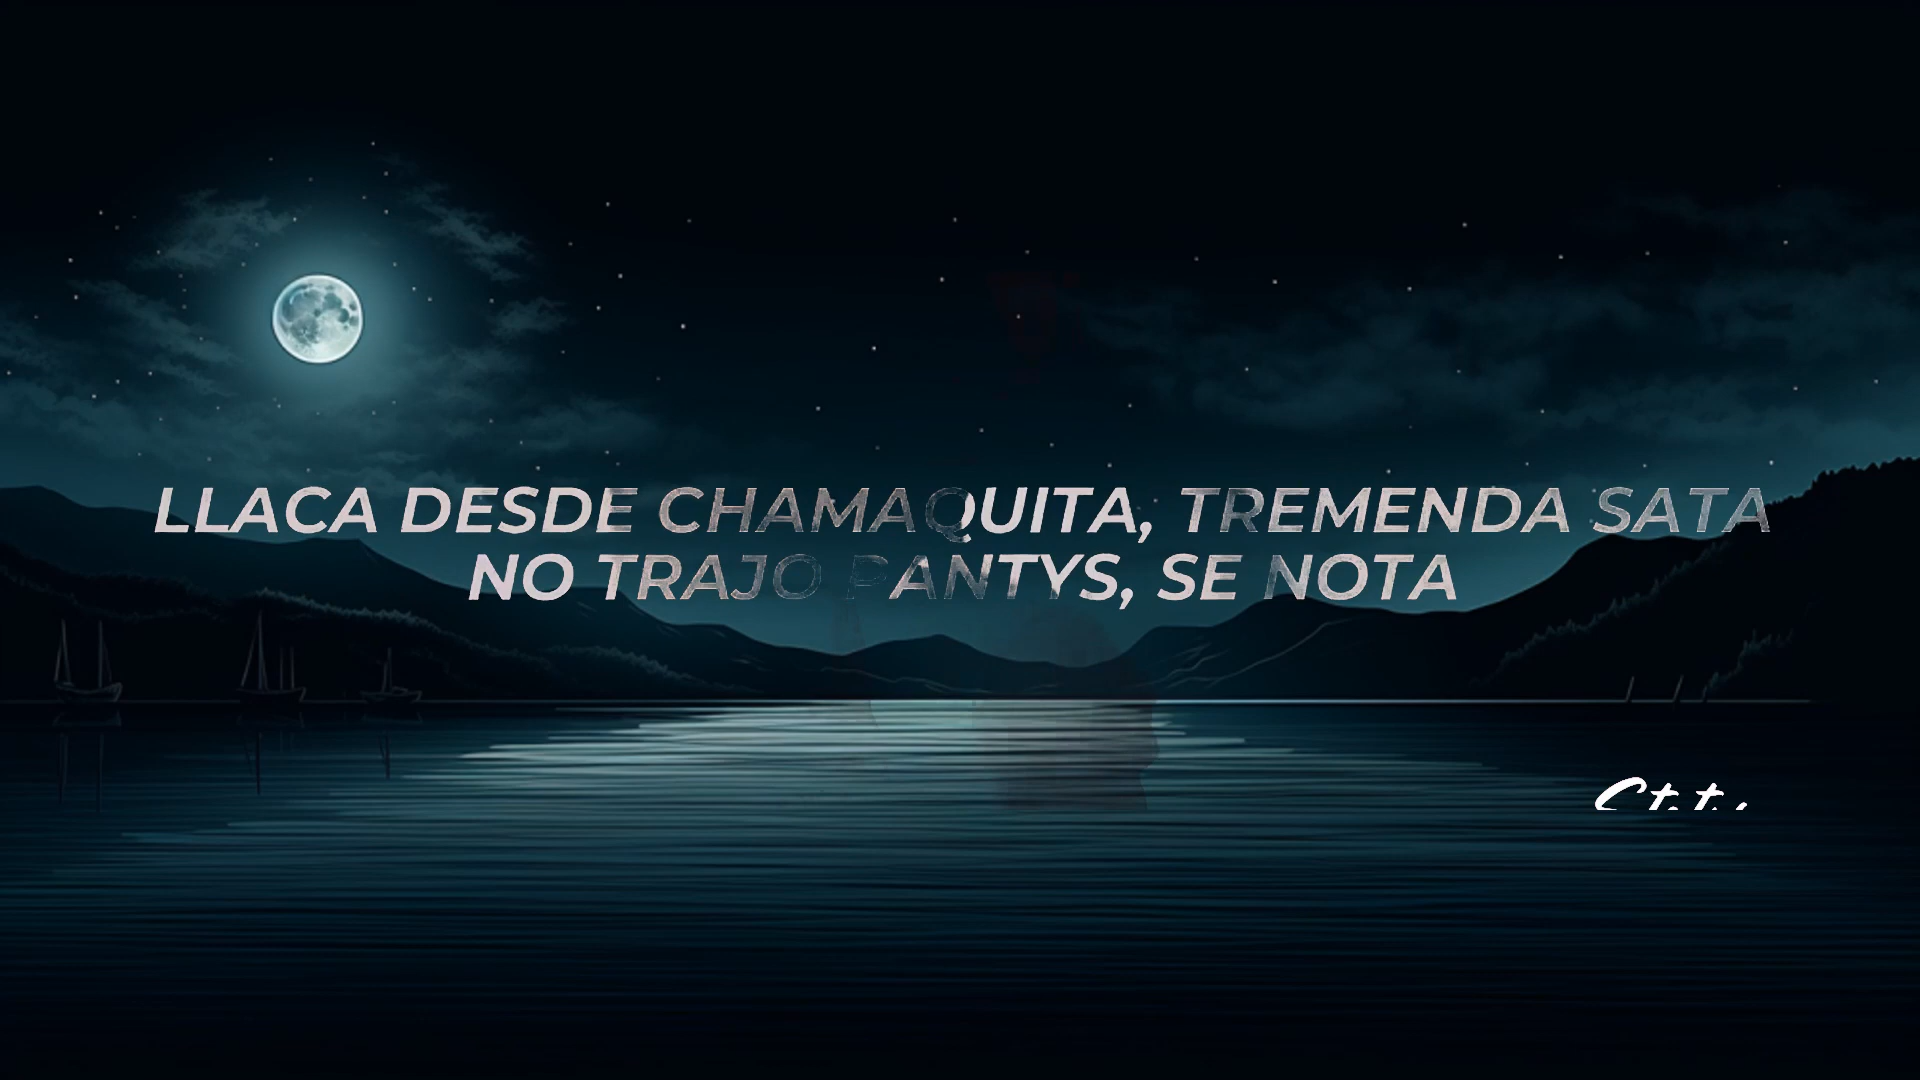 LLACA DESDE CHAMAQUITA, TREMENDA SATA
NO TRAJO PANTYS, SE NOTA